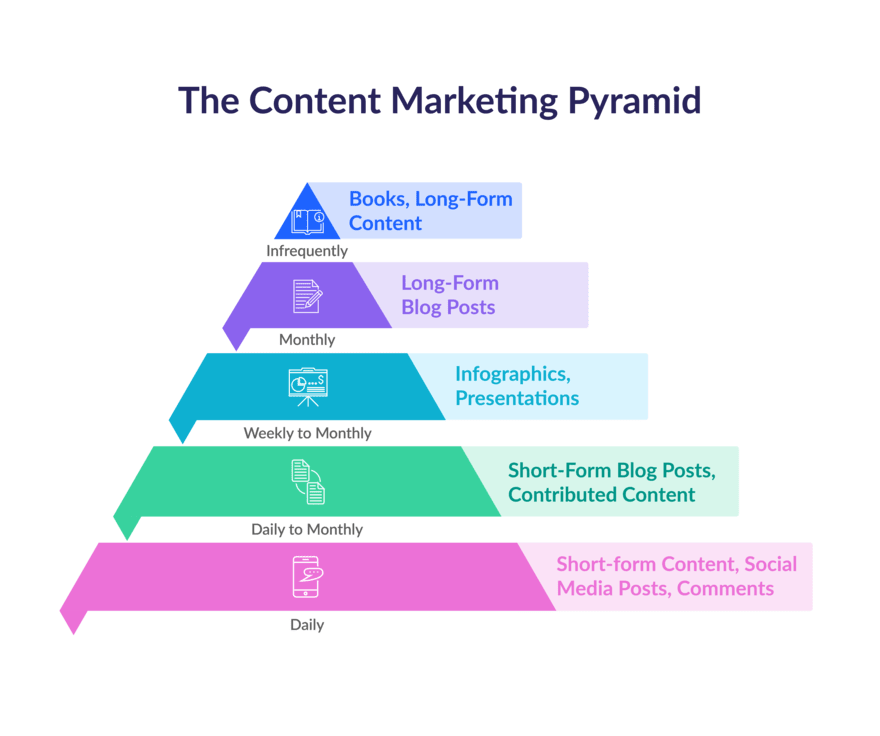 The Content Marketing Pyramid
Books, Long-Form
Content
Infrequently
Long-Form
Blog Posts
Monthly
Infographics,
Presentations
Weekly to Monthly
Short-Form Blog Posts,
Contributed Content
Daily to Monthly
Short-form Content, Social
Media Posts, Comments
Daily